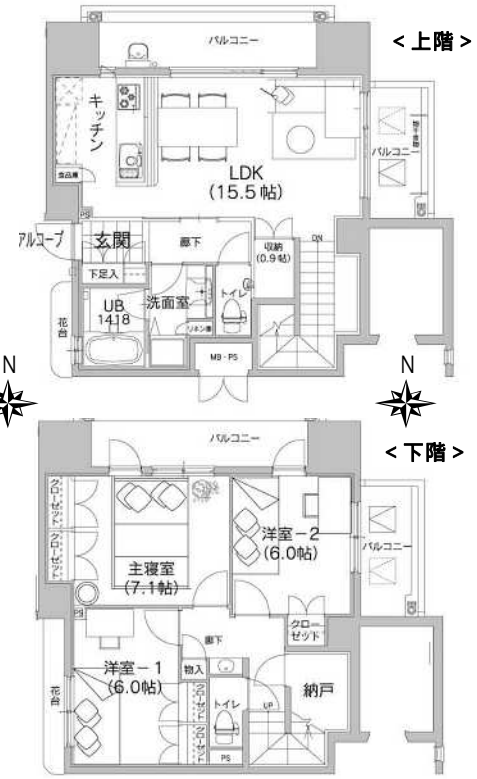 バルコニー
<上階>
キッチン
食品庫
LDK
(15.5帖)
バルコニー
PS
アルコープ
玄関
廊下
収納
(0.9帖)
DN
下足入
UB
1418
洗面室
トイレ
リネン庫
花台
MB・PS
N
N
バルコニー
<下階>
クローゼット
クローゼット
主寝室
(7.1帖)
洋室-2
(6.0帖)
バルコニー
PS
クローゼット
廊下
洋室-1
(6.0帖)
物入
納戸
花台
クローゼット
クローゼット
トイレ
UP
PS